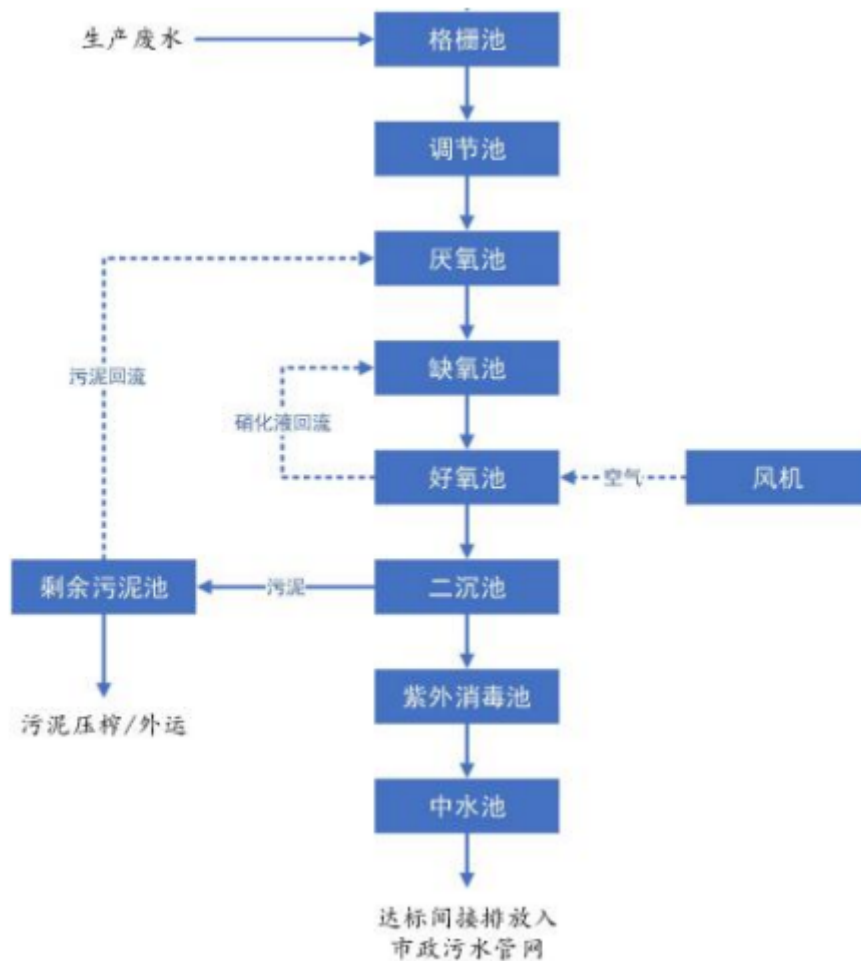 生产废水
格栅池
调节池
厌氧池
污泥回流
缺氧池
硝化液回流
好氧池
空气
风机
剩余污泥池
污泥
二沉池
紫外消毒池
污泥压榨/外运
中水池
达标间接排放入
市政污水管网